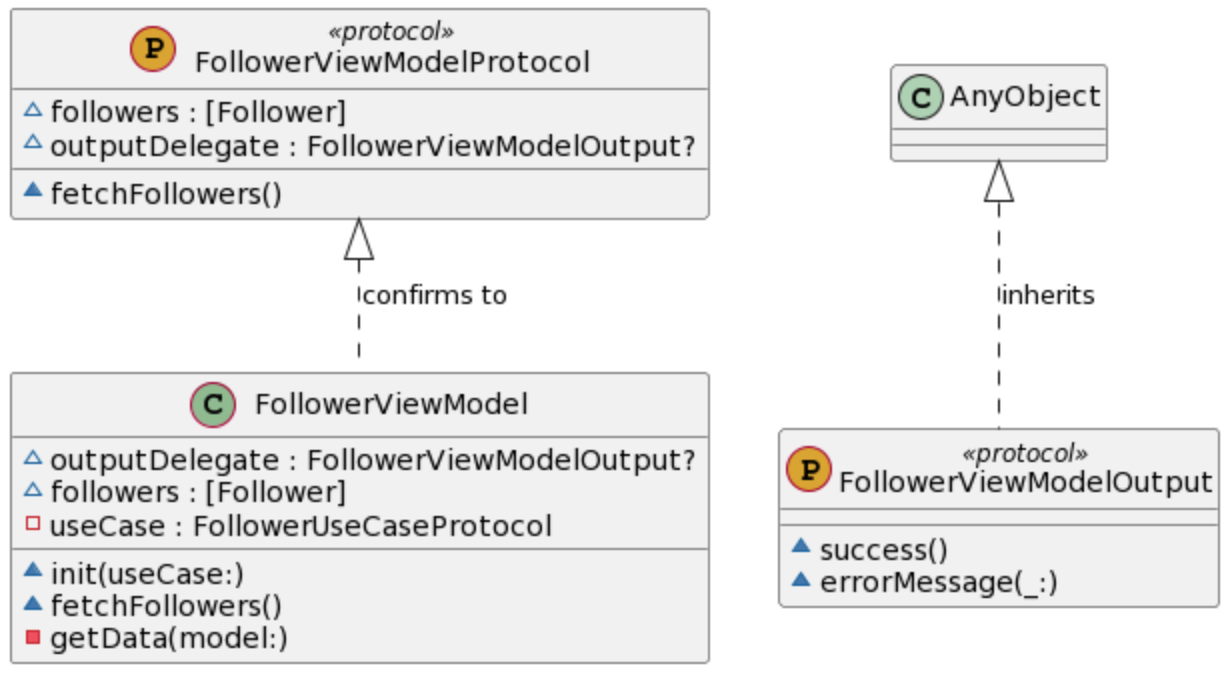 «protocol»
P
FollowerViewModelProtocol
followers : [Follower]
outputDelegate : FollowerViewModelOutput?
fetchFollowers()
confirms to
C
FollowerViewModel
outputDelegate : FollowerViewModelOutput?
followers : [Follower]
useCase : FollowerUseCaseProtocol
init(useCase:)
fetchFollowers()
getData(model:)
C
AnyObject
inherits
«protocol»
P
FollowerViewModelOutput
success()
errorMessage(_:)